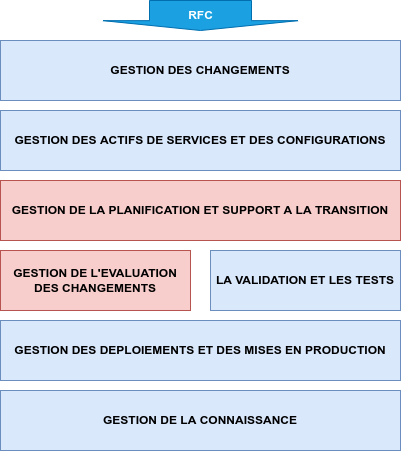 RFC
GESTION DES CHANGEMENTS
GESTION DES ACTIFS DE SERVICES ET DES CONFIGURATIONS
GESTION DE LA PLANIFICATION ET SUPPORT A LA TRANSITION
GESTION DE L'EVALUATION
DES CHANGEMENTS
LA VALIDATION ET LES TESTS
GESTION DES DEPLOIEMENTS ET DES MISES EN PRODUCTION
GESTION DE LA CONNAISSANCE